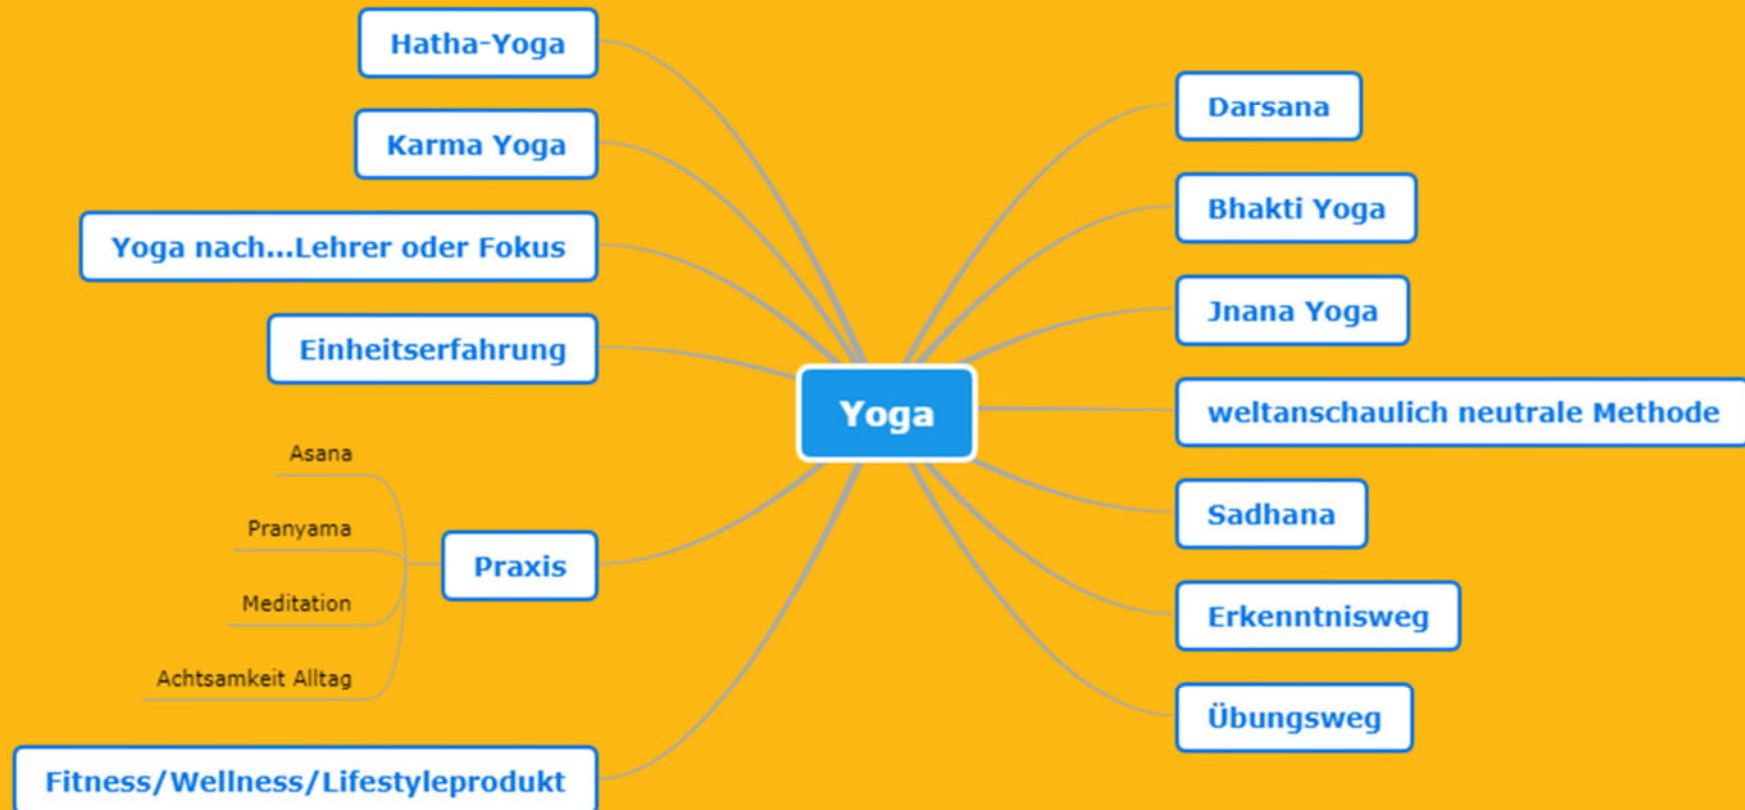 Hatha-Yoga
Karma Yoga
Yoga nach...Lehrer oder Fokus
Einheitserfahrung
Asana
Pranyama
Meditation
Achtsamkeit Alltag
Praxis
Fitness/Wellness/Lifestyleprodukt
Yoga
Darsana
Bhakti Yoga
Jnana Yoga
weltanschaulich neutrale Methode
Sadhana
Erkenntnisweg
Übungsweg